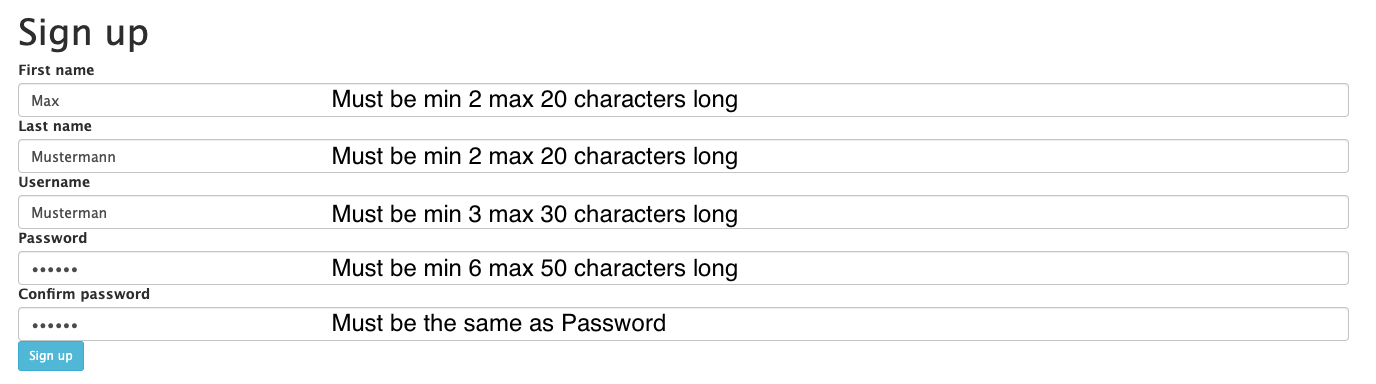 Sign up
First name
Max Must be min 2 max 20 characters long
Last name
Mustermann Must be min 2 max 20 characters long
Username
Musterman Must be min 3 max 30 characters long
Password
•••••• Must be min 6 max 50 characters long
Confirm password
•••••• Must be the same as Password
Sign up